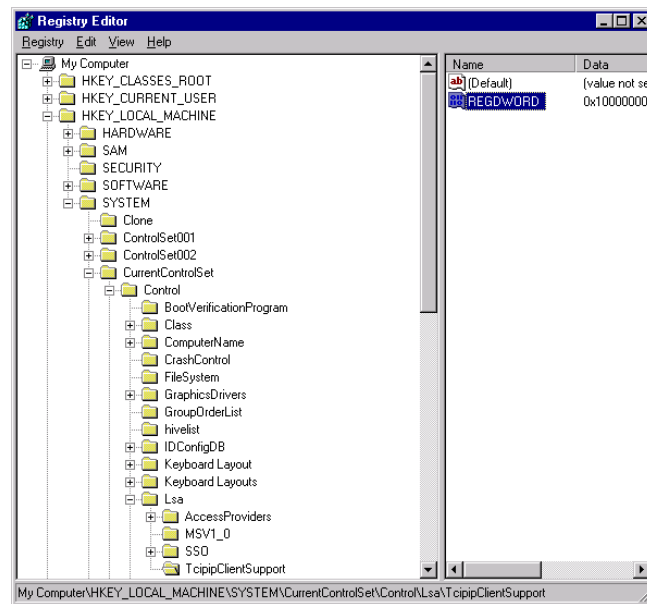 Registry Editor
Registry Edit View Help
My Computer
HKEY_CLASSES_ROOT
HKEY_CURRENT_USER
HKEY_LOCAL_MACHINE
HARDWARE
SAM
SECURITY
SOFTWARE
SYSTEM
Clone
ControlSet001
ControlSet002
CurrentControlSet
Control
BootVerificationProgram
Class
ComputerName
CrashControl
FileSystem
GraphicsDrivers
GroupOrderList
hivelist
IDConfigDB
Keyboard Layout
Keyboard Layouts
Lsa
AccessProviders
MSV1_0
SSO
TcipipClientSupport
Name Data
ab (Default) (value not se
REGDWORD 0x10000000
My Computer\HKEY_LOCAL_MACHINE\SYSTEM\CurrentControlSet\Control\Lsa\TcipipClientSupport